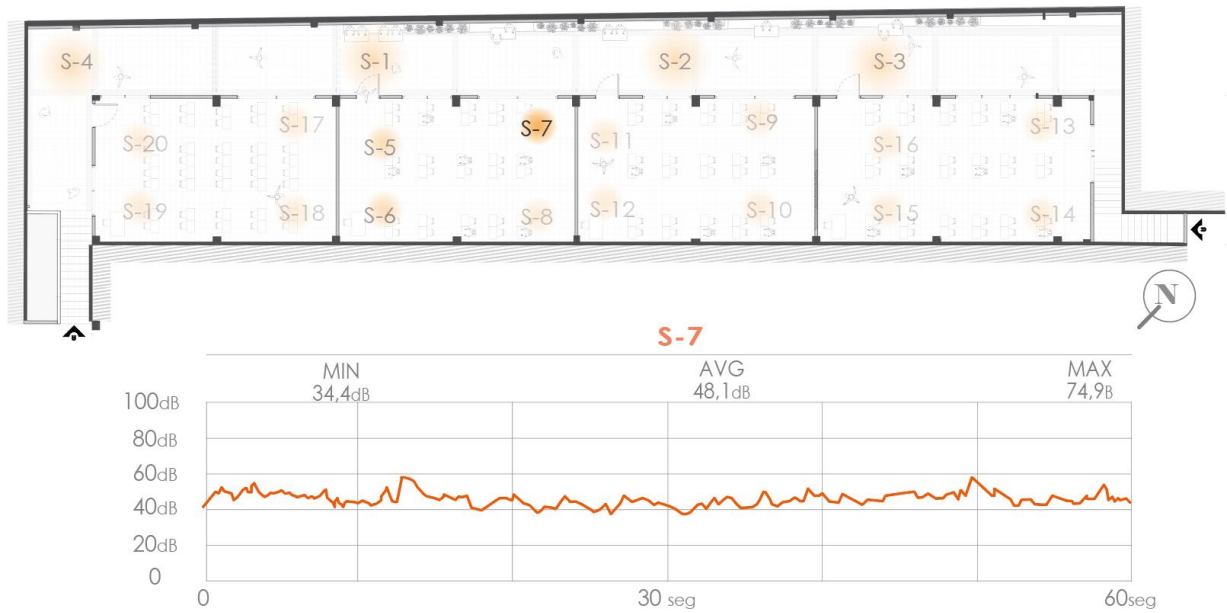 S-4
S-1
S-2
S-3
S-17
S-7
S-9
S-13
S-20
S-5
S-11
S-16
S-19
S-6
S-18
S-8
S-12
S-10
S-15
S-14
N
S-7
MIN
34,4dB
AVG
48,1dB
MAX
74,9B
100dB
80dB
60dB
40dB
20dB
0
0
30 seg
60seg